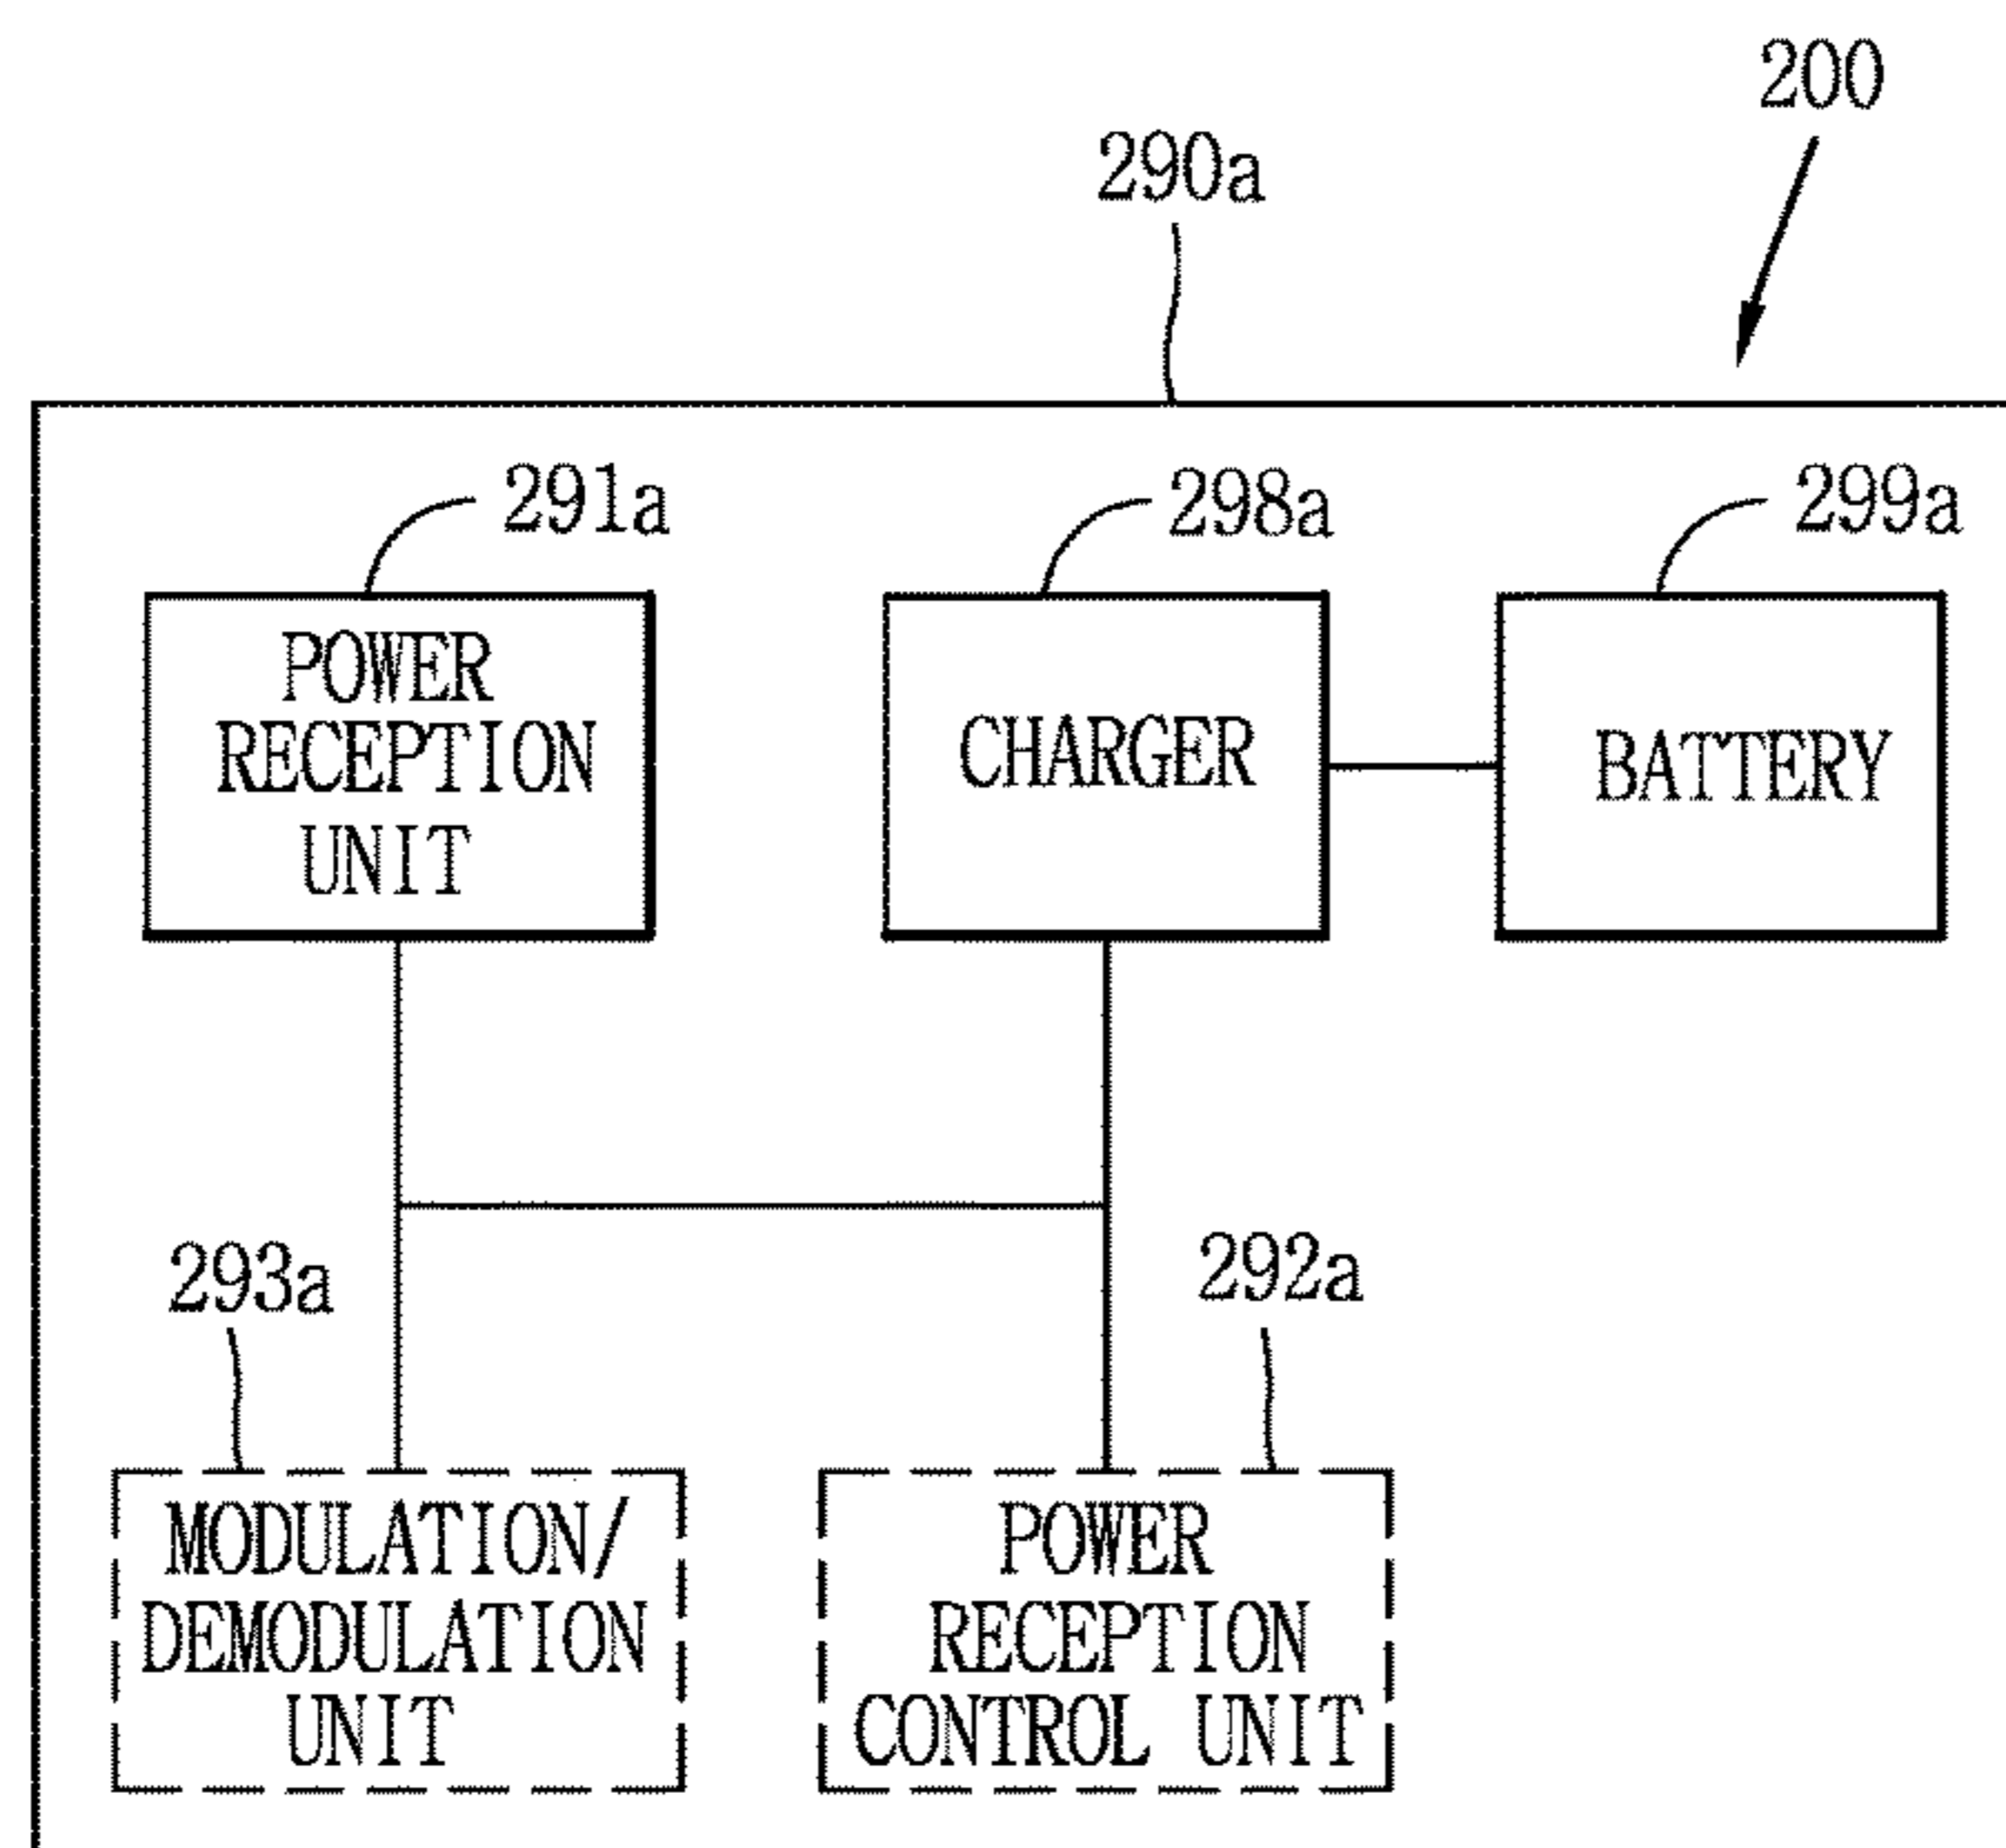 200
290a
291a
298a
299a
POWER
RECEPTION
UNIT
CHARGER
BATTERY
293a
292a
MODULATION/
DEMODULATION
UNIT
POWER
RECEPTION
CONTROL UNIT